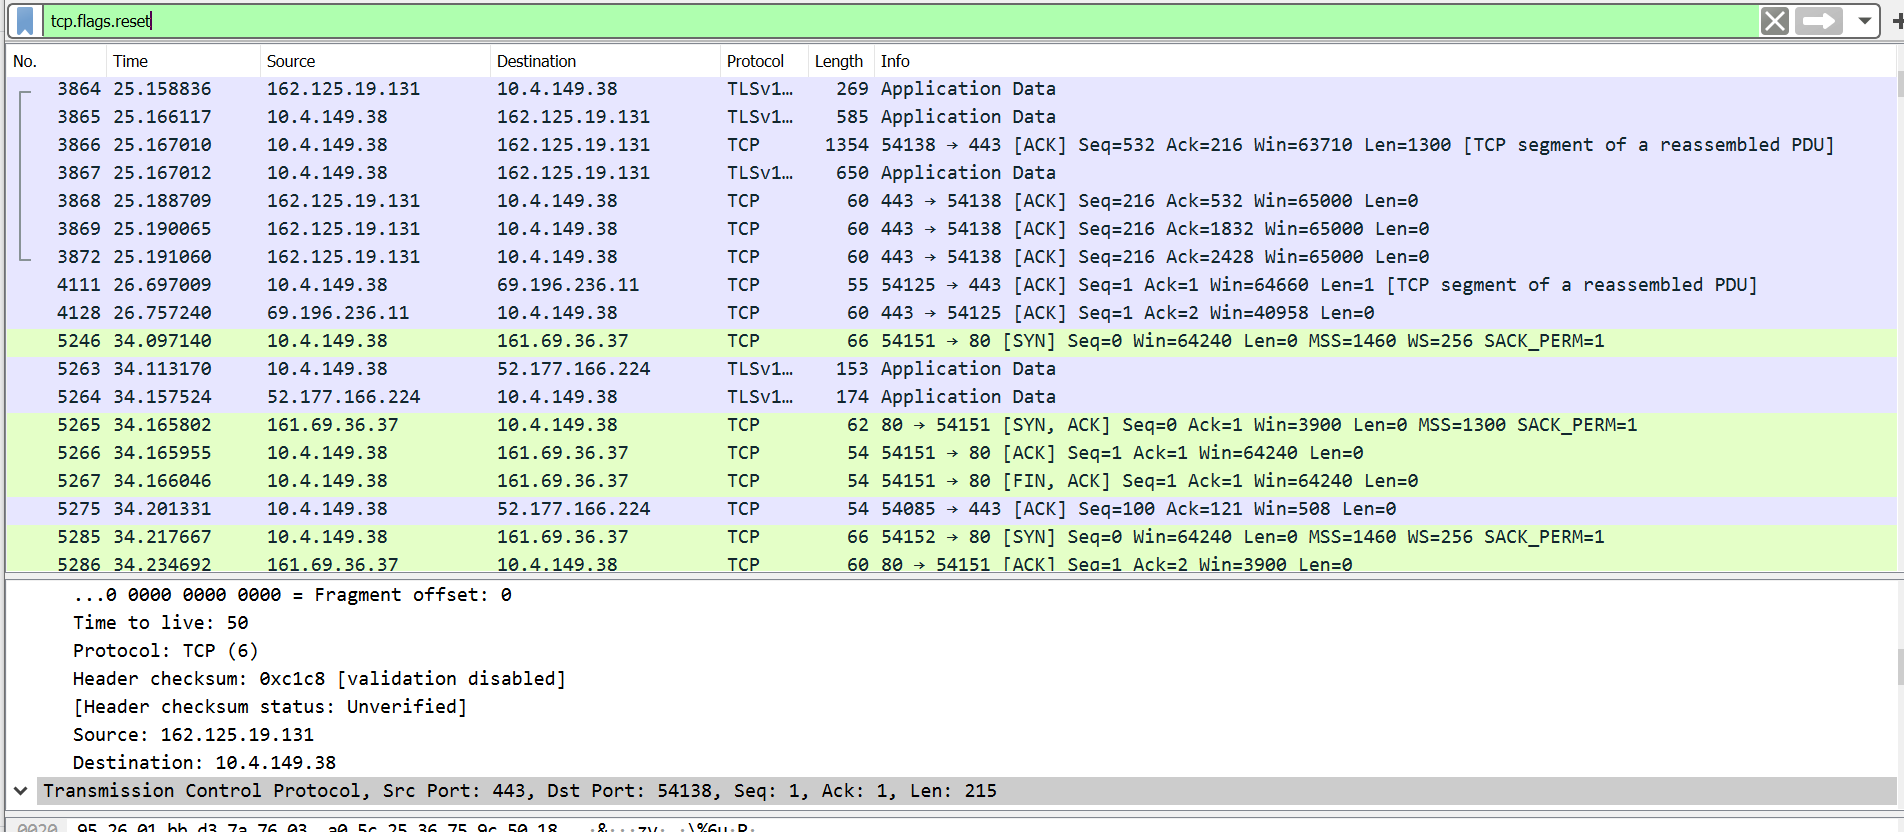 tcp.flags.reset
No. Time Source Destination Protocol Length Info
3864 25.158836 162.125.19.131 10.4.149.38 TLSv1… 269 Application Data
3865 25.166117 10.4.149.38 162.125.19.131 TLSv1… 585 Application Data
3866 25.167010 10.4.149.38 162.125.19.131 TCP 1354 54138 → 443 [ACK] Seq=532 Ack=216 Win=63710 Len=1300 [TCP segment of a reassembled PDU]
3867 25.167012 10.4.149.38 162.125.19.131 TLSv1… 650 Application Data
3868 25.188709 162.125.19.131 10.4.149.38 TCP 60 443 → 54138 [ACK] Seq=216 Ack=532 Win=65000 Len=0
3869 25.190065 162.125.19.131 10.4.149.38 TCP 60 443 → 54138 [ACK] Seq=216 Ack=1832 Win=65000 Len=0
3872 25.191060 162.125.19.131 10.4.149.38 TCP 60 443 → 54138 [ACK] Seq=216 Ack=2428 Win=65000 Len=0
4111 26.697009 10.4.149.38 69.196.236.11 TCP 55 54125 → 443 [ACK] Seq=1 Ack=1 Win=64660 Len=1 [TCP segment of a reassembled PDU]
4128 26.757240 69.196.236.11 10.4.149.38 TCP 60 443 → 54125 [ACK] Seq=1 Ack=2 Win=40958 Len=0
5246 34.097140 10.4.149.38 161.69.36.37 TCP 66 54151 → 80 [SYN] Seq=0 Win=64240 Len=0 MSS=1460 WS=256 SACK_PERM=1
5263 34.113170 10.4.149.38 52.177.166.224 TLSv1… 153 Application Data
5264 34.157524 52.177.166.224 10.4.149.38 TLSv1… 174 Application Data
5265 34.165802 161.69.36.37 10.4.149.38 TCP 62 80 → 54151 [SYN, ACK] Seq=0 Ack=1 Win=3900 Len=0 MSS=1300 SACK_PERM=1
5266 34.165955 10.4.149.38 161.69.36.37 TCP 54 54151 → 80 [ACK] Seq=1 Ack=1 Win=64240 Len=0
5267 34.166046 10.4.149.38 161.69.36.37 TCP 54 54151 → 80 [FIN, ACK] Seq=1 Ack=1 Win=64240 Len=0
5275 34.201331 10.4.149.38 52.177.166.224 TCP 54 54085 → 443 [ACK] Seq=100 Ack=121 Win=508 Len=0
5285 34.217667 10.4.149.38 161.69.36.37 TCP 66 54152 → 80 [SYN] Seq=0 Win=64240 Len=0 MSS=1460 WS=256 SACK_PERM=1
5286 34.234692 161.69.36.37 10.4.149.38 TCP 60 80 → 54151 [ACK] Seq=1 Ack=2 Win=3900 Len=0
...0 0000 0000 0000 = Fragment offset: 0
Time to live: 50
Protocol: TCP (6)
Header checksum: 0xc1c8 [validation disabled]
[Header checksum status: Unverified]
Source: 162.125.19.131
Destination: 10.4.149.38
Transmission Control Protocol, Src Port: 443, Dst Port: 54138, Seq: 1, Ack: 1, Len: 215
0020 95 26 01 bb d3 7a 76 03 a0 5c 25 36 75 9c 50 18